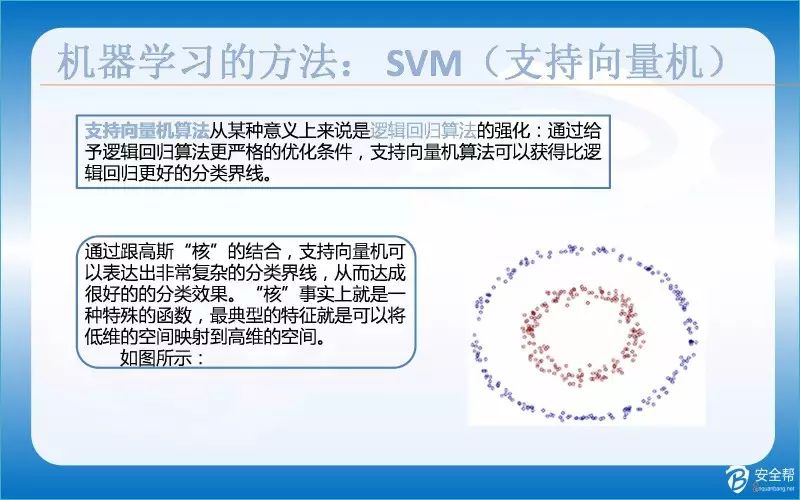 机器学习的方法： SVM（支持向量机）
支持向量机算法从某种意义上来说是逻辑回归算法的强化：通过给
予逻辑回归算法更严格的优化条件，支持向量机算法可以获得比逻
辑回归更好的分类界线。
通过跟高斯“核”的结合，支持向量机可
以表达出非常复杂的分类界线，从而达成
很好的的分类效果。“核”事实上就是一
种特殊的函数，最典型的特征就是可以将
低维的空间映射到高维的空间。
如图所示：
安全帮
anquanbang.net